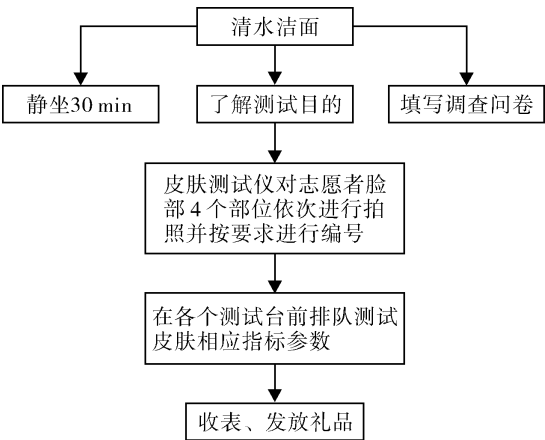 清水洁面
静坐30 min
了解测试目的
填写调查问卷
皮肤测试仪对志愿者脸
部4个部位依次进行拍
照并按要求进行编号
在各个测试台前排队测试
皮肤相应指标参数
收表、发放礼品